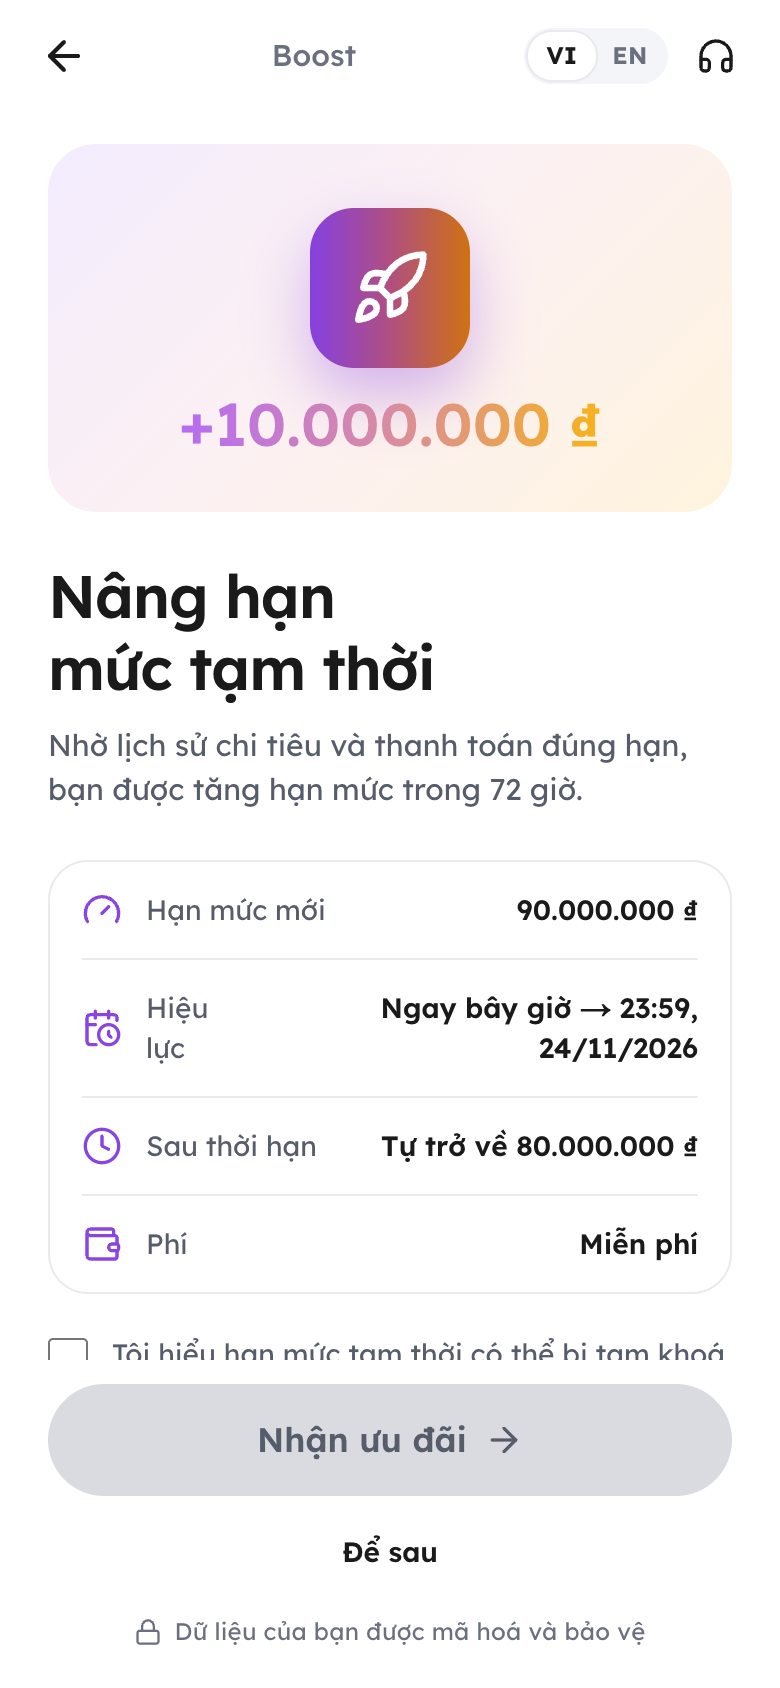 Boost
VI
EN
+10.000.000 ₫
Nâng hạn
mức tạm thời
Nhờ lịch sử chi tiêu và thanh toán đúng hạn,
bạn được tăng hạn mức trong 72 giờ.
Hạn mức mới
90.000.000 ₫
Hiệu
lực
Ngay bây giờ → 23:59,
24/11/2026
Sau thời hạn
Tự trở về 80.000.000 ₫
Phí
Miễn phí
Tôi hiểu hạn mức tạm thời có thể bị tạm khoá
Nhận ưu đãi →
Để sau
Dữ liệu của bạn được mã hoá và bảo vệ